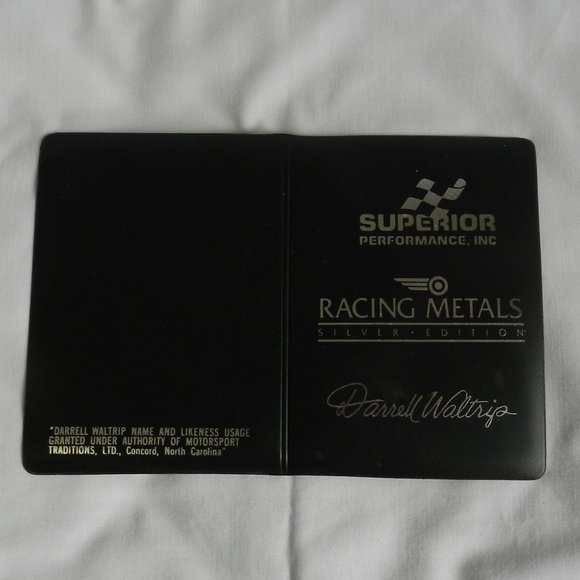 SUPERIOR
PERFORMANCE, INC
RACING METALS
SILVER • EDITION
Darrell Waltrip
"DARRELL WALTRIP NAME AND LIKENESS USAGE
GRANTED UNDER AUTHORITY OF MOTORSPORT
TRADITIONS, LTD., Concord, North Carolina"